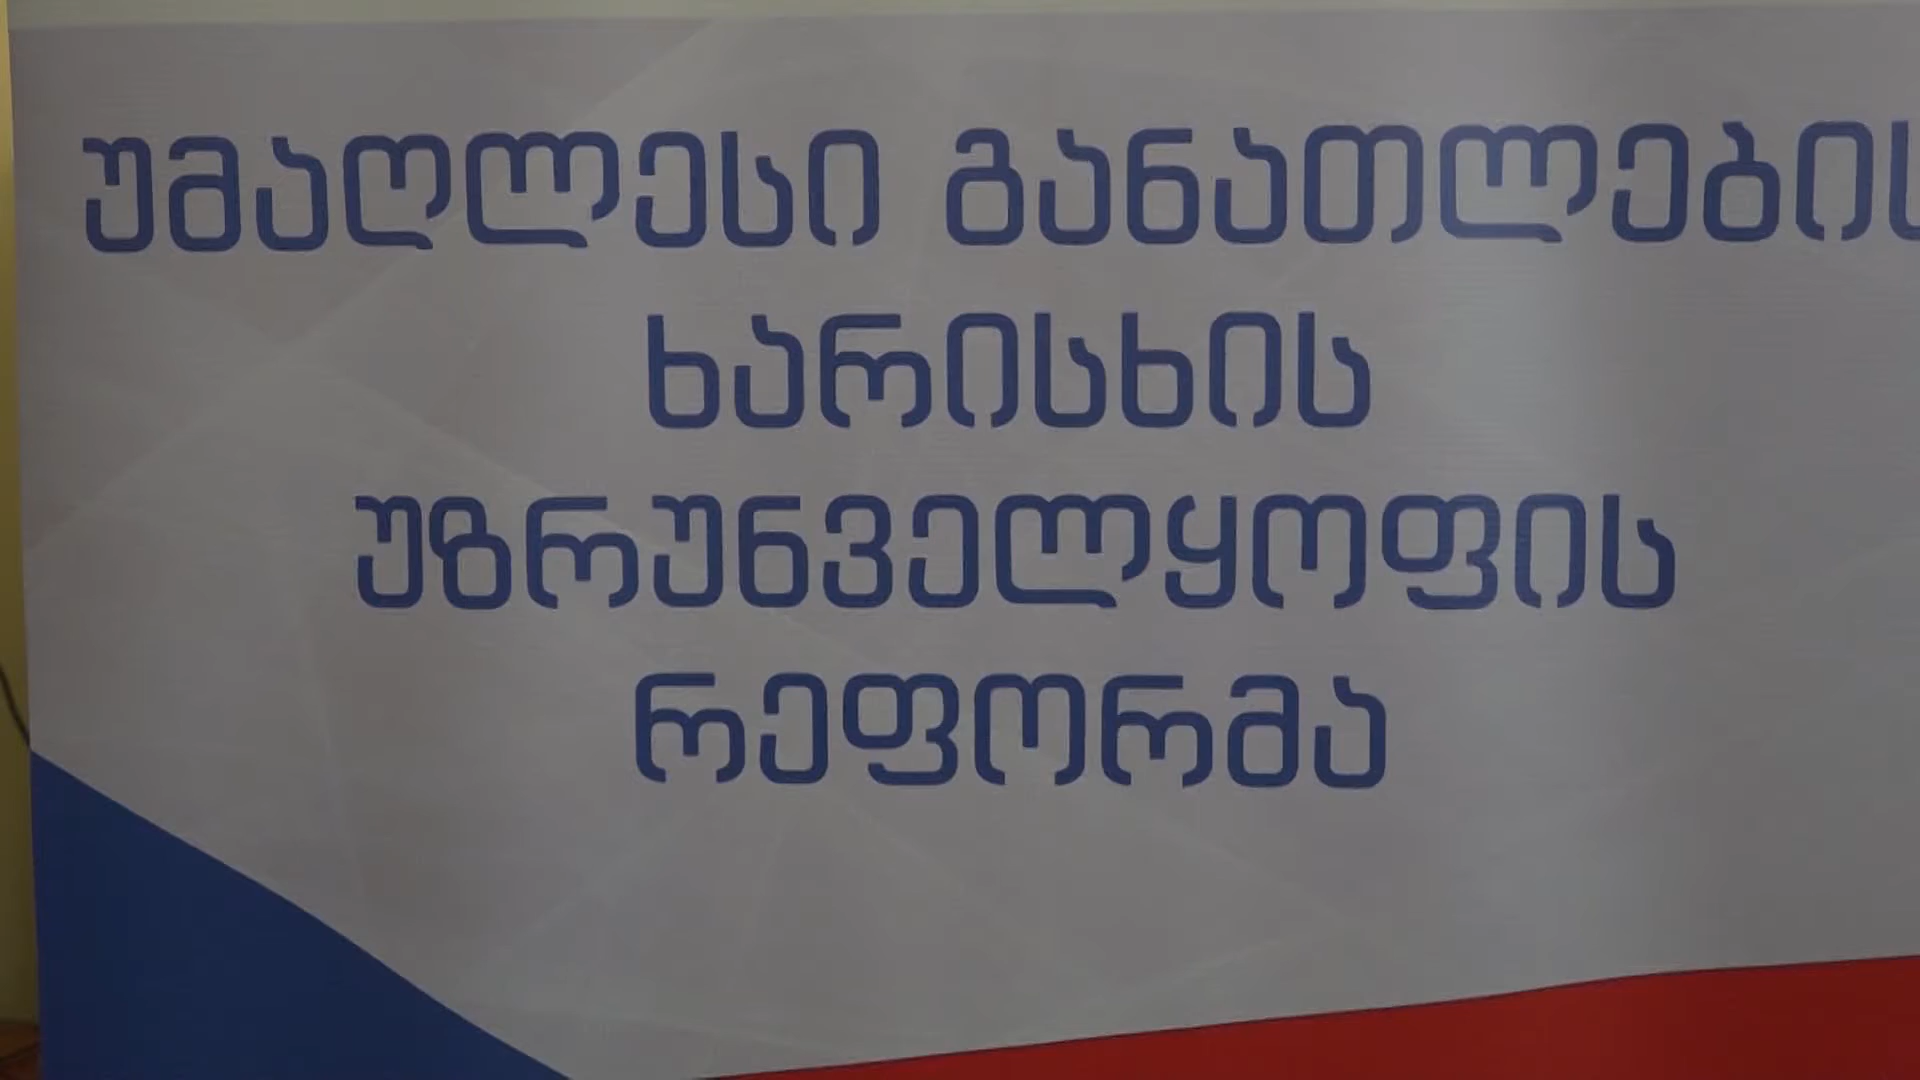 უმაღლესი განათლების
ხარისხის
უზრუნველყოფის
რეფორმა